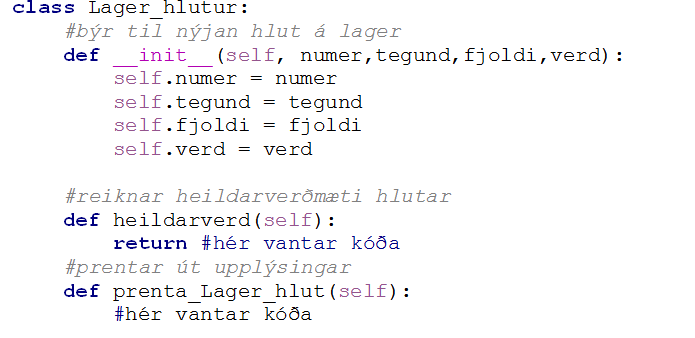 class Lager_hlutur:
    #býr til nýjan hlut á lager
    def __init__(self, numer,tegund,fjoldi,verd):
        self.numer = numer
        self.tegund = tegund
        self.fjoldi = fjoldi
        self.verd = verd

    #reiknar heildarverðmæti hlutar
    def heildarverd(self):
        return #hér vantar kóða
    #prentar út upplýsingar
    def prenta_Lager_hlut(self):
        #hér vantar kóða